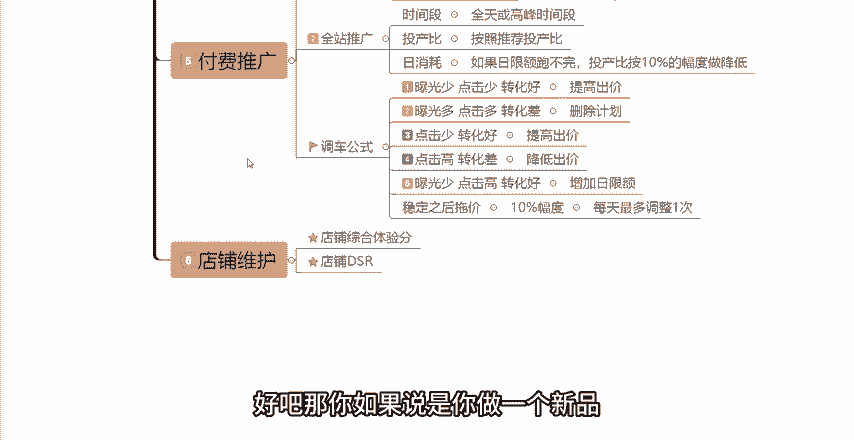 时间段 全天或高峰时间段
2 全站推广
投产比 按照推荐投产比
5 付费推广
日消耗 如果日限额跑不完，投产比按10%的幅度做降低
1 曝光少 点击少 转化好 提高出价
2 曝光多 点击多 转化差 删除计划
3 点击少 转化好 提高出价
调车公式
4 点击高 转化差 降低出价
5 曝光少 点击高 转化好 增加日限额
稳定之后拖价 10%幅度 每天最多调整1次
店铺综合体验分
6 店铺维护
店铺DSR
好吧那你如果说是你做一个新品